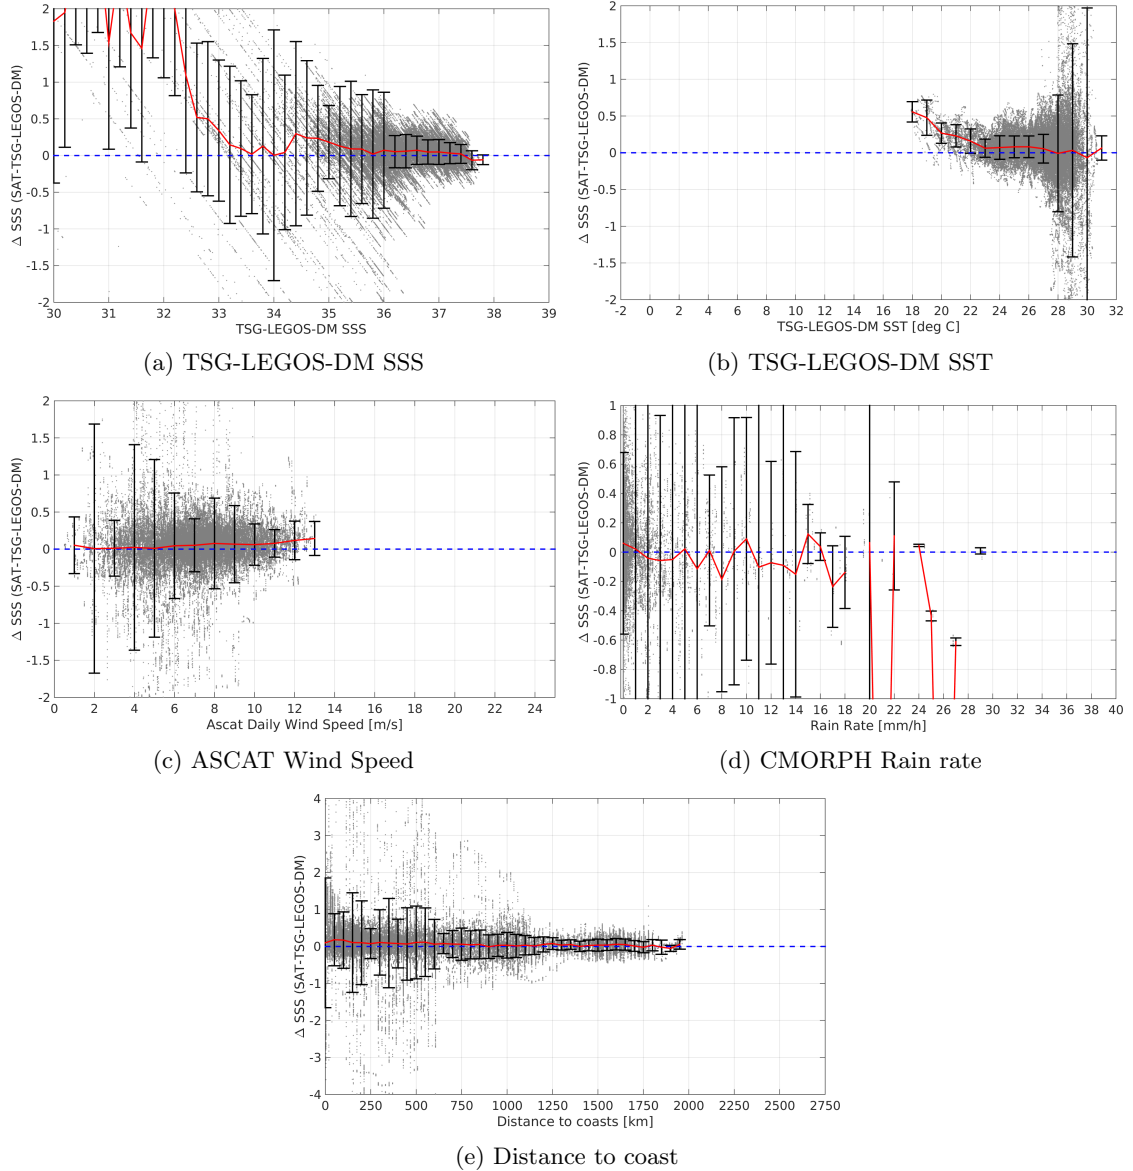 2
1.5
1
0.5
0
-0.5
-1
-1.5
-2
Δ SSS (SAT-TSG-LEGOS-DM)
30 31 32 33 34 35 36 37 38 39
TSG-LEGOS-DM SSS
(a) TSG-LEGOS-DM SSS
2
1.5
1
0.5
0
-0.5
-1
-1.5
-2
Δ SSS (SAT-TSG-LEGOS-DM)
-2 0 2 4 6 8 10 12 14 16 18 20 22 24 26 28 30 32
TSG-LEGOS-DM SST [deg C]
(b) TSG-LEGOS-DM SST
2
1.5
1
0.5
0
-0.5
-1
-1.5
-2
Δ SSS (SAT-TSG-LEGOS-DM)
0 2 4 6 8 10 12 14 16 18 20 22 24
Ascat Daily Wind Speed [m/s]
(c) ASCAT Wind Speed
1
0.8
0.6
0.4
0.2
0
-0.2
-0.4
-0.6
-0.8
-1
Δ SSS (SAT-TSG-LEGOS-DM)
0 2 4 6 8 10 12 14 16 18 20 22 24 26 28 30 32 34 36 38 40
Rain Rate [mm/h]
(d) CMORPH Rain rate
4
3
2
1
0
-1
-2
-3
-4
Δ SSS (SAT-TSG-LEGOS-DM)
0 250 500 750 1000 1250 1500 1750 2000 2250 2500 2750
Distance to coasts [km]
(e) Distance to coast